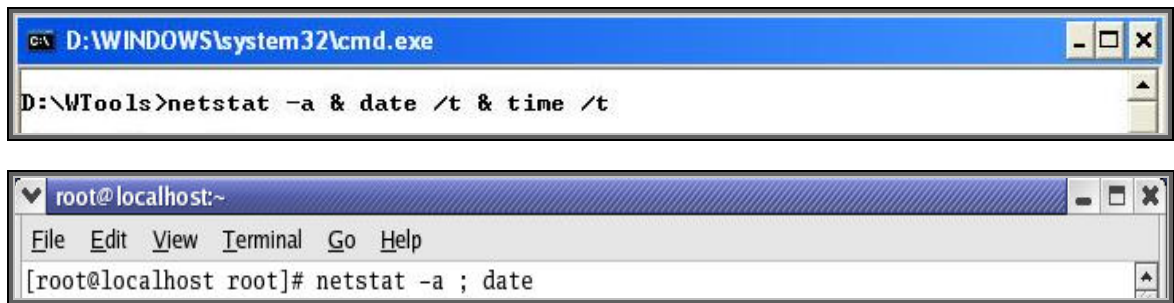 D:\WINDOWS\system32\cmd.exe
D:\WTools>netstat -a & date /t & time /t
root@localhost:~
File Edit View Terminal Go Help
[root@localhost root]# netstat -a ; date